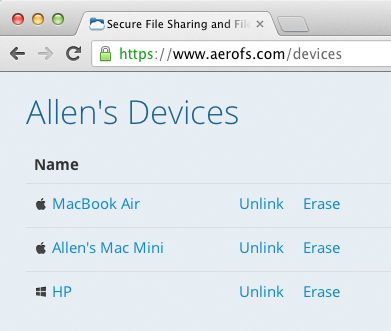 Secure File Sharing and File
https://www.aerofs.com/devices
Allen's Devices
Name
MacBook Air Unlink Erase
Allen's Mac Mini Unlink Erase
HP Unlink Erase